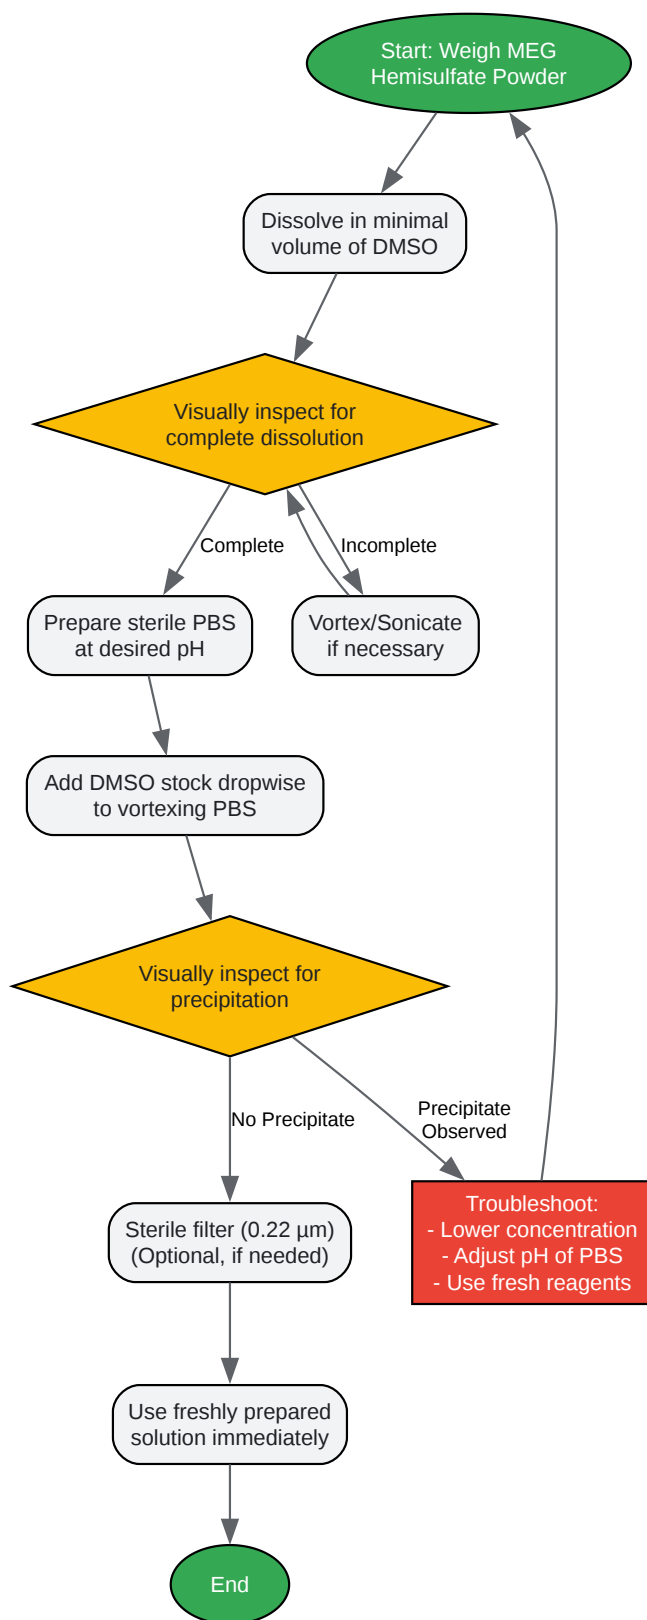 Start: Weigh MEG
Hemisulfate Powder
Dissolve in minimal
volume of DMSO
Visually inspect for
complete dissolution
Complete
Incomplete
Prepare sterile PBS
at desired pH
Vortex/Sonicate
if necessary
Add DMSO stock dropwise
to vortexing PBS
Visually inspect for
precipitation
No Precipitate
Precipitate
Observed
Sterile filter (0.22 µm)
(Optional, if needed)
Troubleshoot:
- Lower concentration
- Adjust pH of PBS
- Use fresh reagents
Use freshly prepared
solution immediately
End